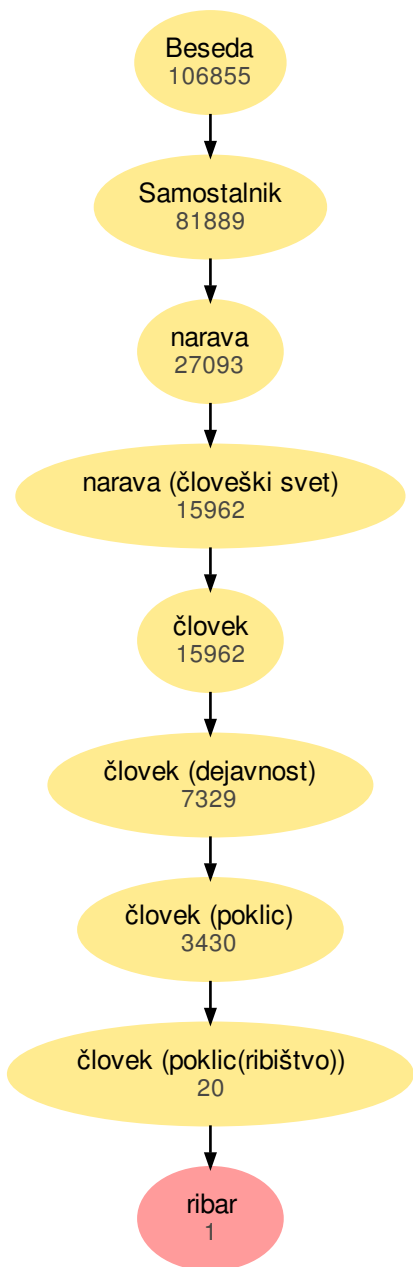 Beseda
106855
Samostalnik
81889
narava
27093
narava (človeški svet)
15962
človek
15962
človek (dejavnost)
7329
človek (poklic)
3430
človek (poklic(ribištvo))
20
ribar
1